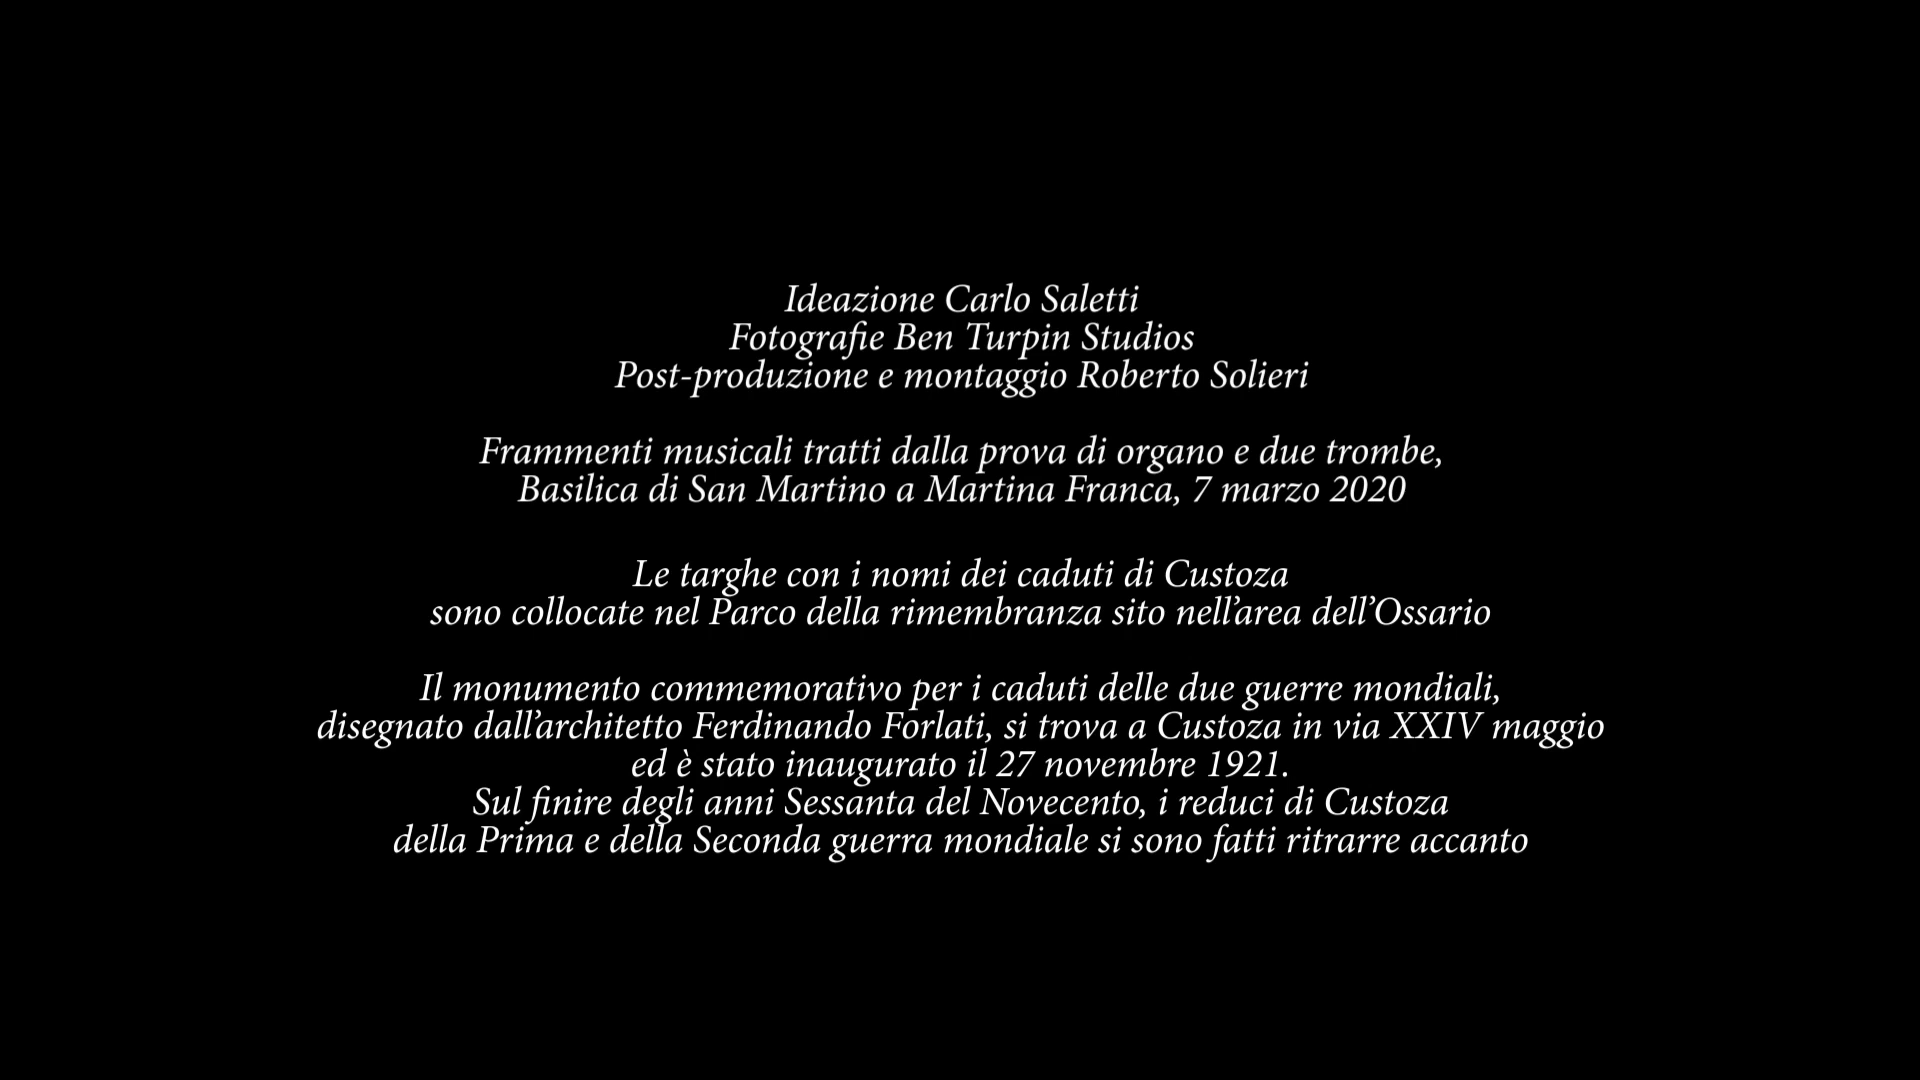 Ideazione Carlo Saletti
Fotografie Ben Turpin Studios
Post-produzione e montaggio Roberto Solieri
Frammenti musicali tratti dalla prova di organo e due trombe,
Basilica di San Martino a Martina Franca, 7 marzo 2020
Le targhe con i nomi dei caduti di Custoza
sono collocate nel Parco della rimembranza sito nell’area dell’Ossario
Il monumento commemorativo per i caduti delle due guerre mondiali,
disegnato dall’architetto Ferdinando Forlati, si trova a Custoza in via XXIV maggio
ed è stato inaugurato il 27 novembre 1921.
Sul finire degli anni Sessanta del Novecento, i reduci di Custoza
della Prima e della Seconda guerra mondiale si sono fatti ritrarre accanto